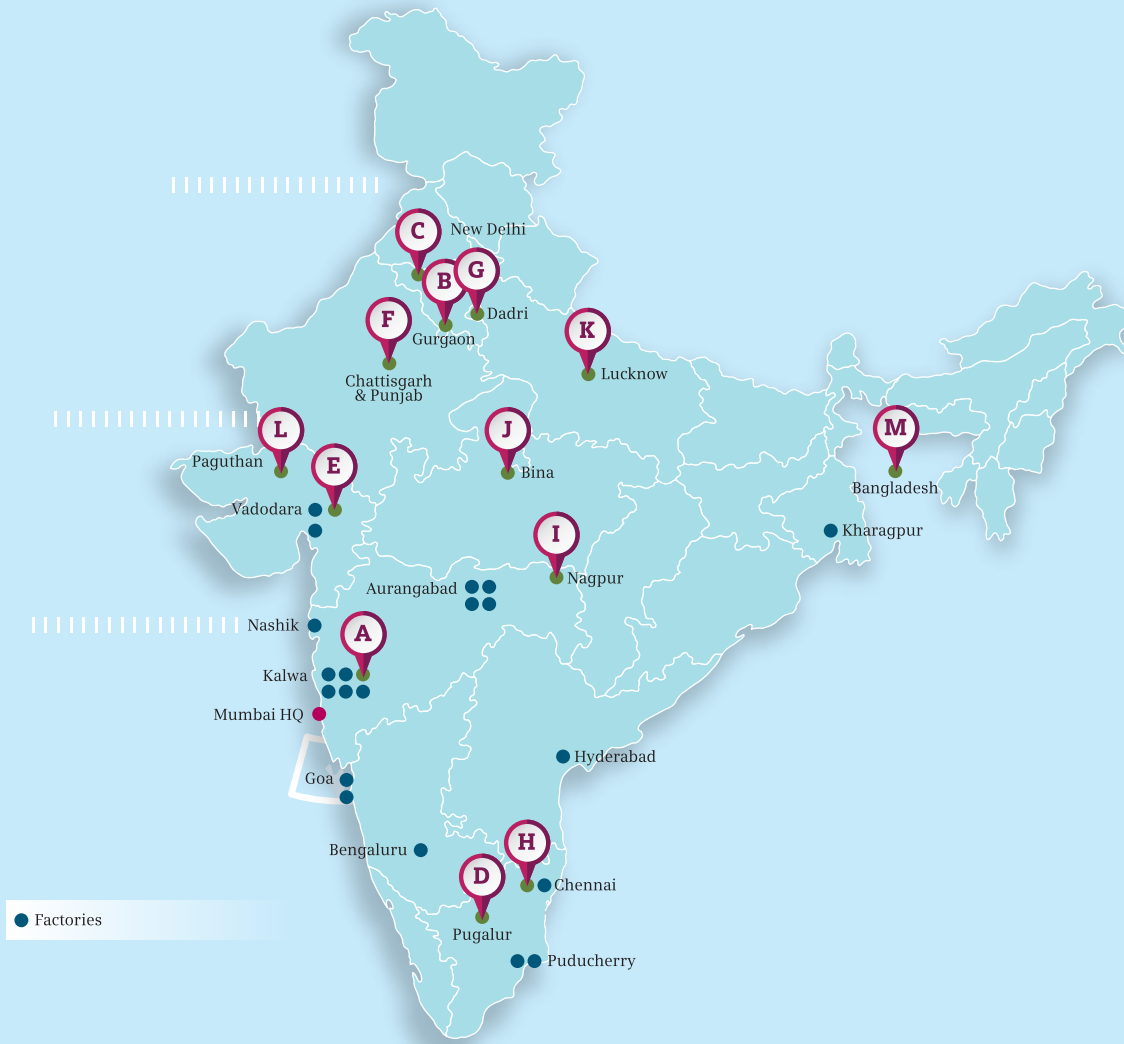 C
New Delhi
G
B
Dadri
F
Gurgaon
K
Lucknow
Chattisgarh
& Punjab
L
J
M
Paguthan
E
Bina
Bangladesh
Vadodara
Kharagpur
I
Nagpur
Aurangabad
Nashik
A
Kalwa
Mumbai HQ
Hyderabad
Goa
H
Bengaluru
D
Chennai
Factories
Pugalur
Puducherry